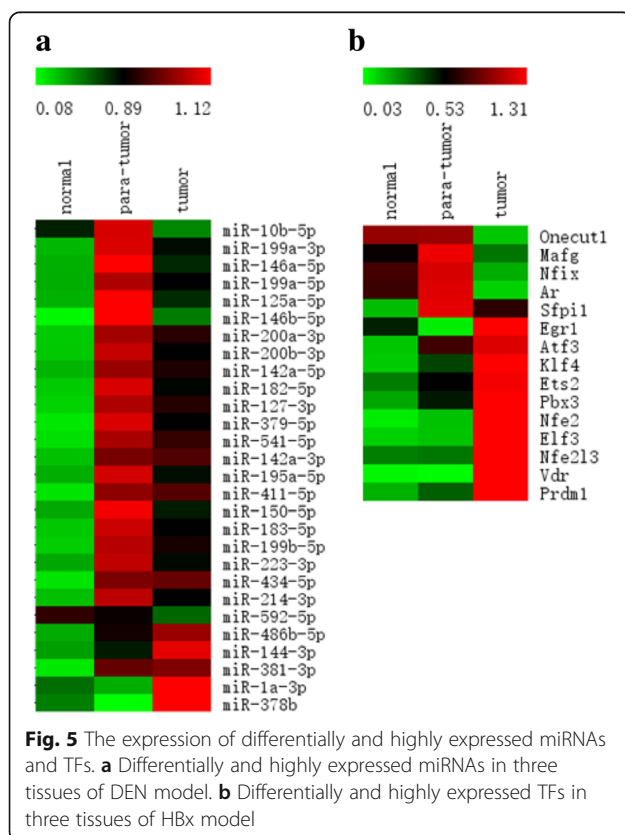 a
0.08 0.89 1.12
normal
para-tumor
tumor
miR-10b-5p
miR-199a-3p
miR-146a-5p
miR-199a-5p
miR-125a-5p
miR-146b-5p
miR-200a-3p
miR-200b-3p
miR-142a-5p
miR-182-5p
miR-127-3p
miR-379-5p
miR-541-5p
miR-142a-3p
miR-195a-5p
miR-411-5p
miR-150-5p
miR-183-5p
miR-199b-5p
miR-223-3p
miR-434-5p
miR-214-3p
miR-592-5p
miR-486b-5p
miR-144-3p
miR-381-3p
miR-1a-3p
miR-378b
b
0.03 0.53 1.31
normal
para-tumor
tumor
Onecut1
Mafg
Nfix
Ar
Sfpi1
Egr1
Atf3
Klf4
Ets2
Pbx3
Nfe2
Elf3
Nfe2l3
Vdr
Prdm1
Fig. 5 The expression of differentially and highly expressed miRNAs
and TFs. a Differentially and highly expressed miRNAs in three
tissues of DEN model. b Differentially and highly expressed TFs in
three tissues of HBx model